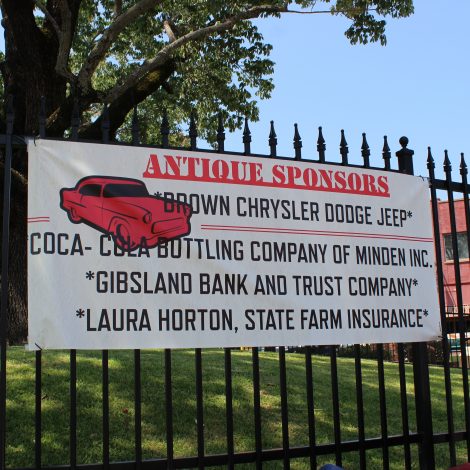 ANTIQUE SPONSORS
*BROWN CHRYSLER DODGE JEEP*
COCA- COLA BOTTLING COMPANY OF MINDEN INC.
*GIBSLAND BANK AND TRUST COMPANY*
*LAURA HORTON, STATE FARM INSURANCE*